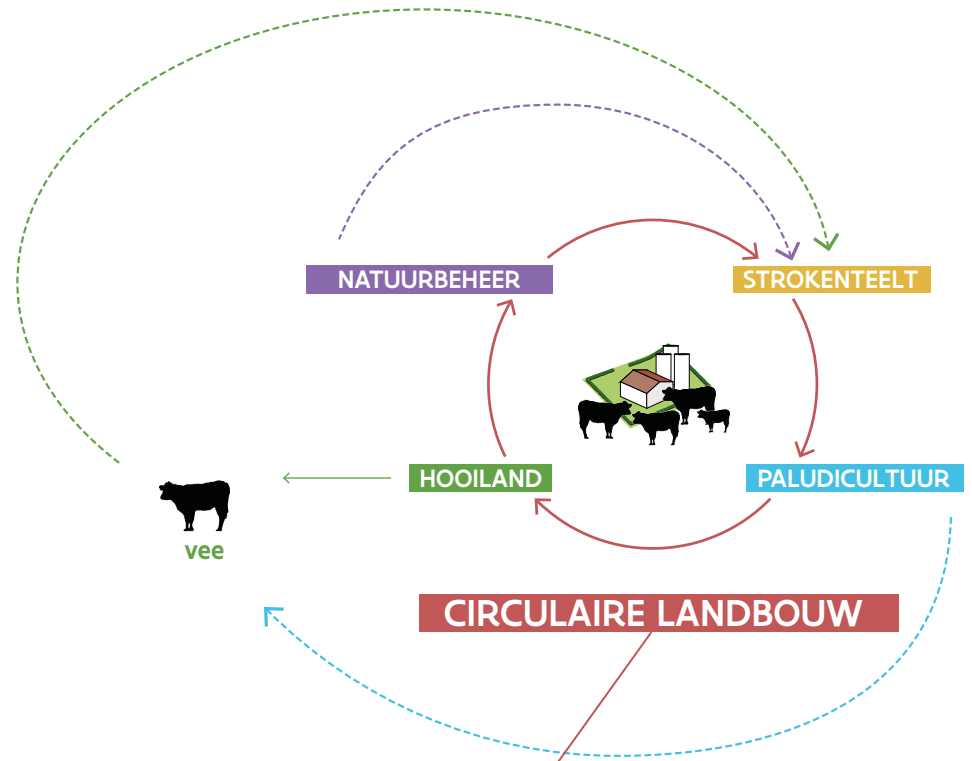 NATUURBEHEER
STROKENTEELT
HOOILAND
PALUDICULTUUR
vee
CIRCULAIRE LANDBOUW